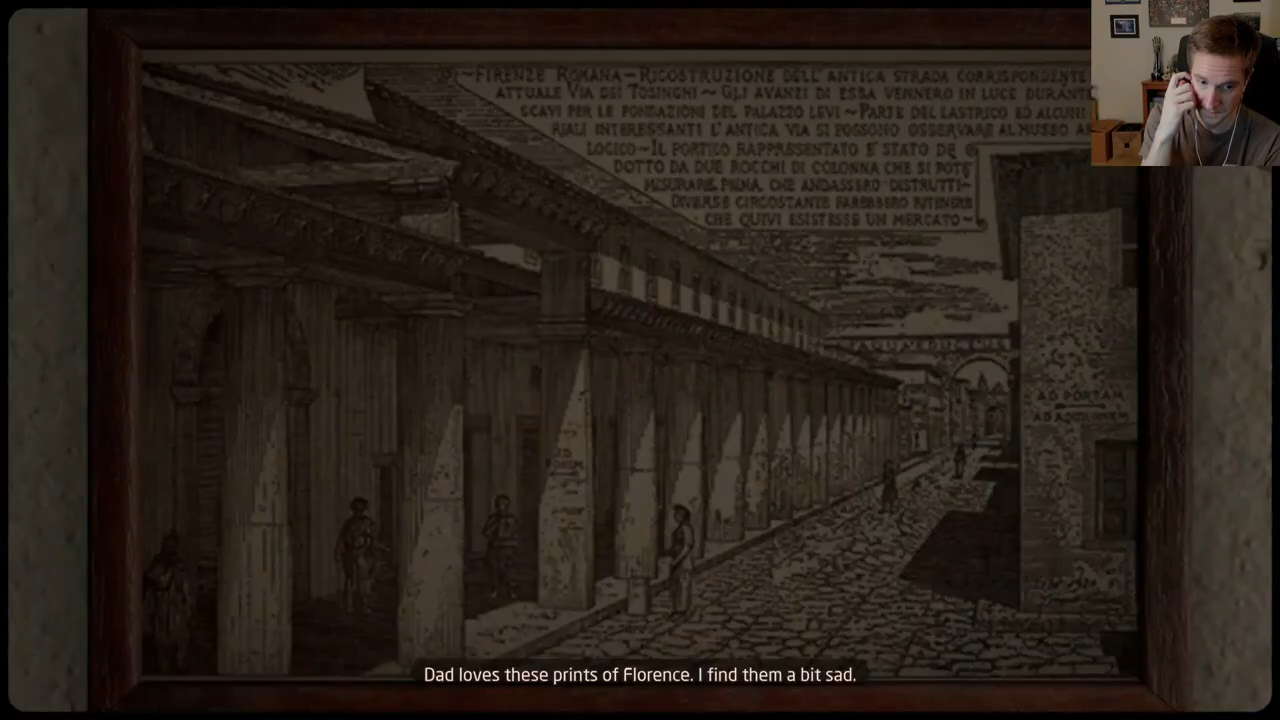 ~FIRENZE ROMANA~RICOSTRUZIONE DELL' ANTICA STRADA CORRISPONDENTE
ATTUALE VIA DEI TOSINGHI~GLI AVANZI DI ESSA VENNERO IN LUCE DURANTE
SCAVI PER LE FONDAZIONI DEL PALAZZO LEVI~PARTE DEL LASTRICO ED ALCUNI
RIALI INTERESSANTI L'ANTICA VIA SI POSSONO OSSERVARE AL MUSEO
LOGICO~IL PORTICO RAPPRESENTATO E' STATO DE
DOTTO DA DUE ROCCHI DI COLONNA CHE SI POTE
MISURARE PRIMA CHE ANDASSERO DISTRUTTI~
DIVERSE CIRCOSTANTE FAREBBERO RITENERE
CHE QUIVI ESISTESSE UN MERCATO~
AD PORTAM
Dad loves these prints of Florence. I find them a bit sad.